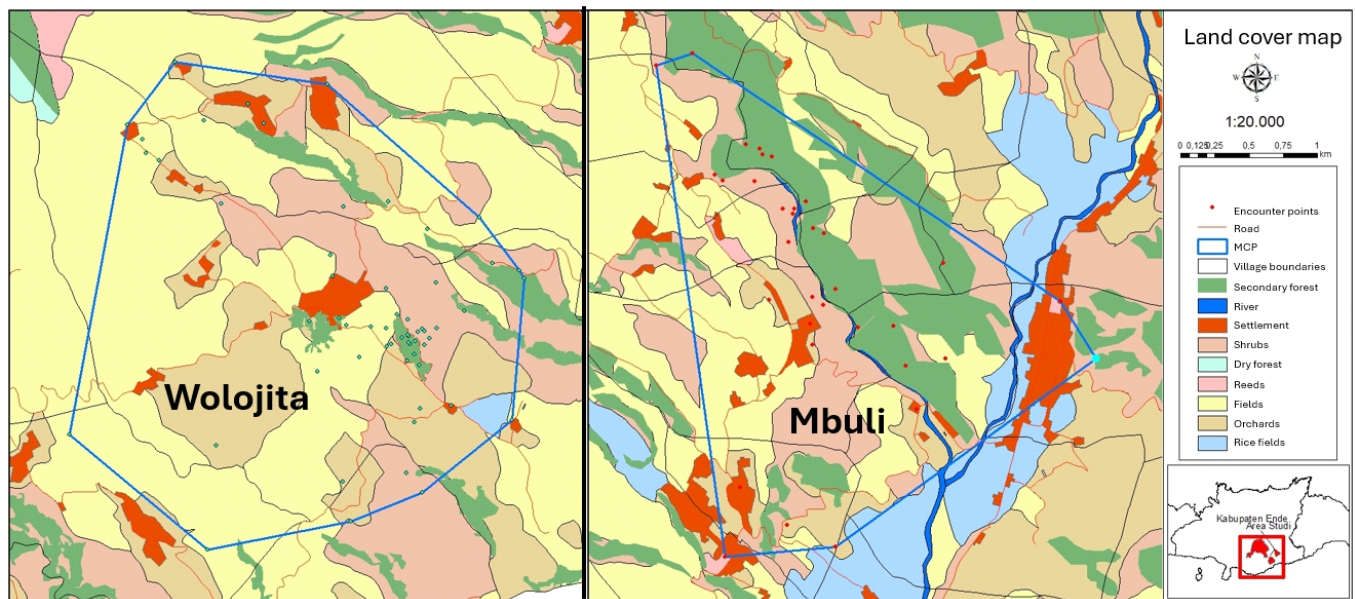 Wolojita
Mbuli
Land cover map
N
W E
S
1:20.000
0 0,1250,25 0,5 0,75 1
km
Encounter points
Road
MCP
Village boundaries
Secondary forest
River
Settlement
Shrubs
Dry forest
Reeds
Fields
Orchards
Rice fields
Kabupaten Ende
Area Studi